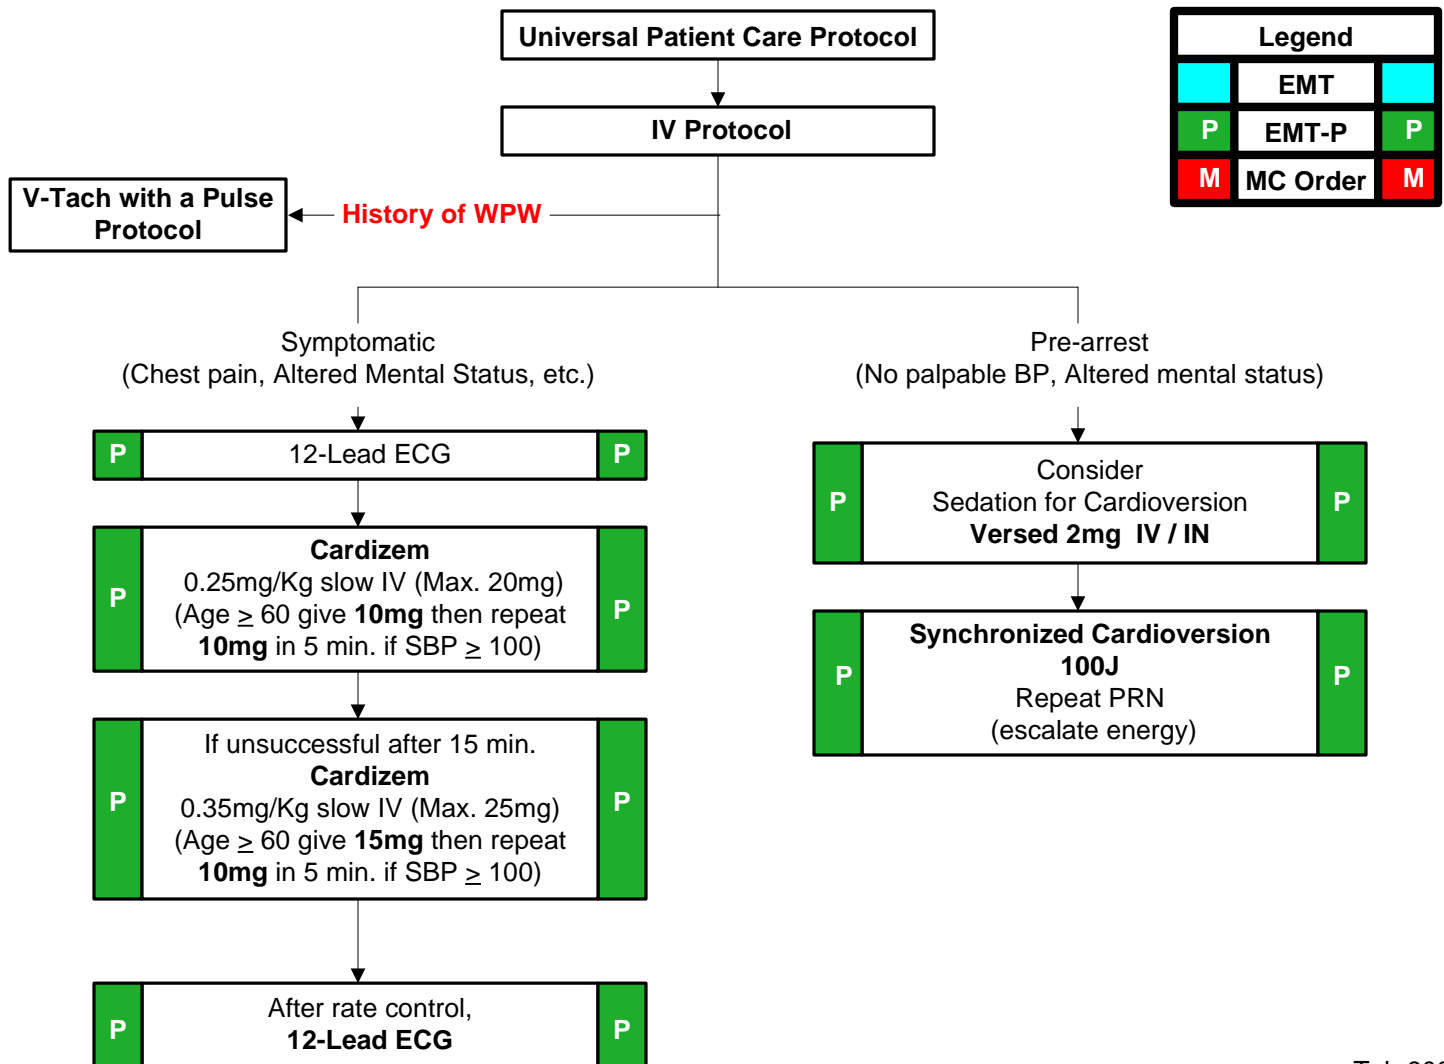 Universal Patient Care Protocol
Legend
EMT
P EMT-P P
M MC Order M
IV Protocol
V-Tach with a Pulse
Protocol
History of WPW
Symptomatic
(Chest pain, Altered Mental Status, etc.)
P 12-Lead ECG P
P P
Cardizem
0.25mg/Kg slow IV (Max. 20mg)
(Age ≥ 60 give 10mg then repeat
10mg in 5 min. if SBP ≥ 100)
P P
If unsuccessful after 15 min.
Cardizem
0.35mg/Kg slow IV (Max. 25mg)
(Age ≥ 60 give 15mg then repeat
10mg in 5 min. if SBP ≥ 100)
P P
After rate control,
12-Lead ECG
Pre-arrest
(No palpable BP, Altered mental status)
P P
Consider
Sedation for Cardioversion
Versed 2mg IV / IN
P P
Synchronized Cardioversion
100J
Repeat PRN
(escalate energy)